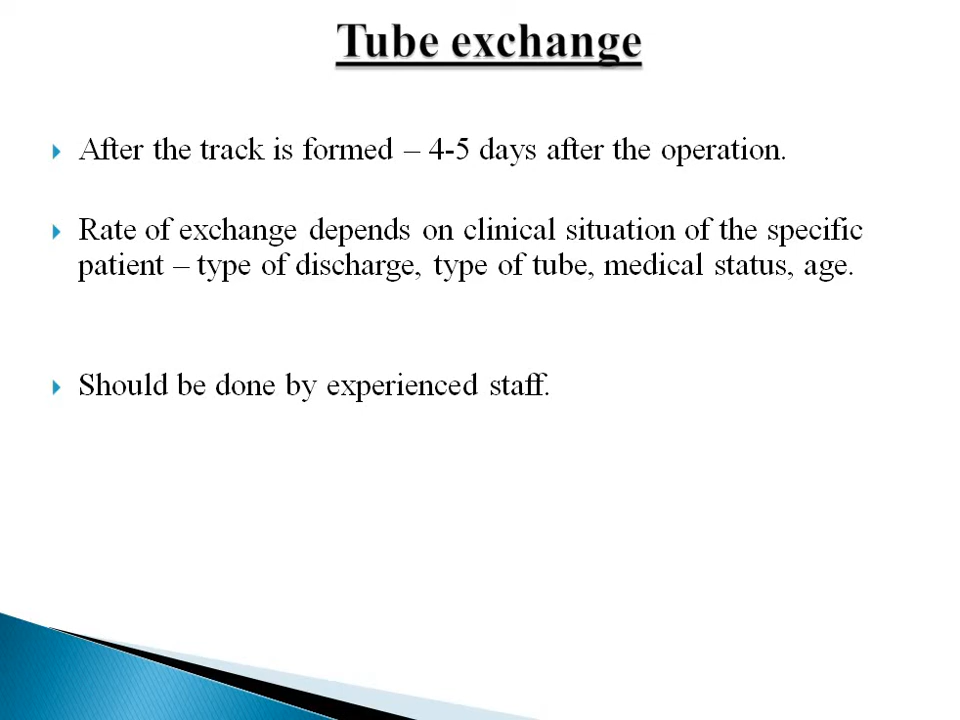 Tube exchange
After the track is formed – 4-5 days after the operation.
Rate of exchange depends on clinical situation of the specific
patient – type of discharge, type of tube, medical status, age.
Should be done by experienced staff.